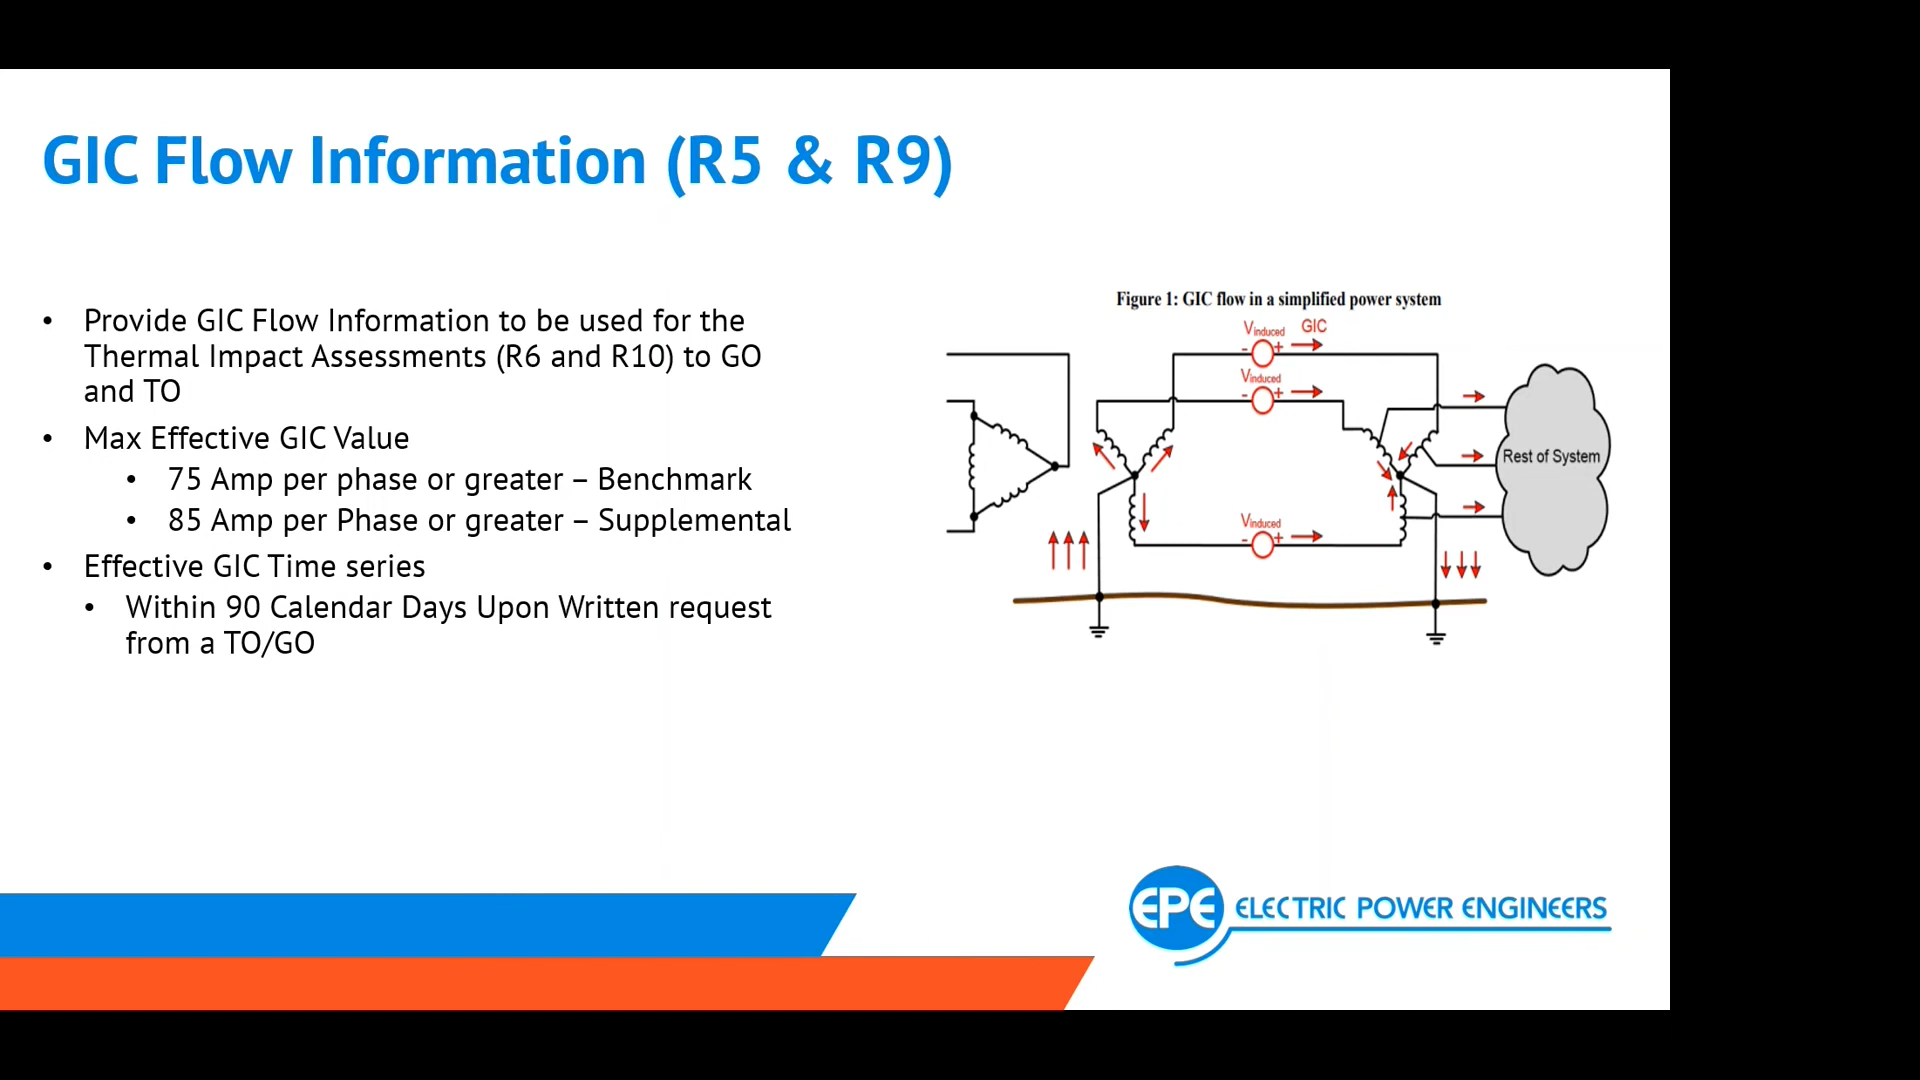 GIC Flow Information (R5 & R9)
• Provide GIC Flow Information to be used for the
Thermal Impact Assessments (R6 and R10) to GO
and TO
• Max Effective GIC Value
• 75 Amp per phase or greater – Benchmark
• 85 Amp per Phase or greater – Supplemental
• Effective GIC Time series
• Within 90 Calendar Days Upon Written request
from a TO/GO
Figure 1: GIC flow in a simplified power system
Vinduced GIC
- +
Vinduced
- +
Rest of System
Vinduced
- +
EPE ELECTRIC POWER ENGINEERS